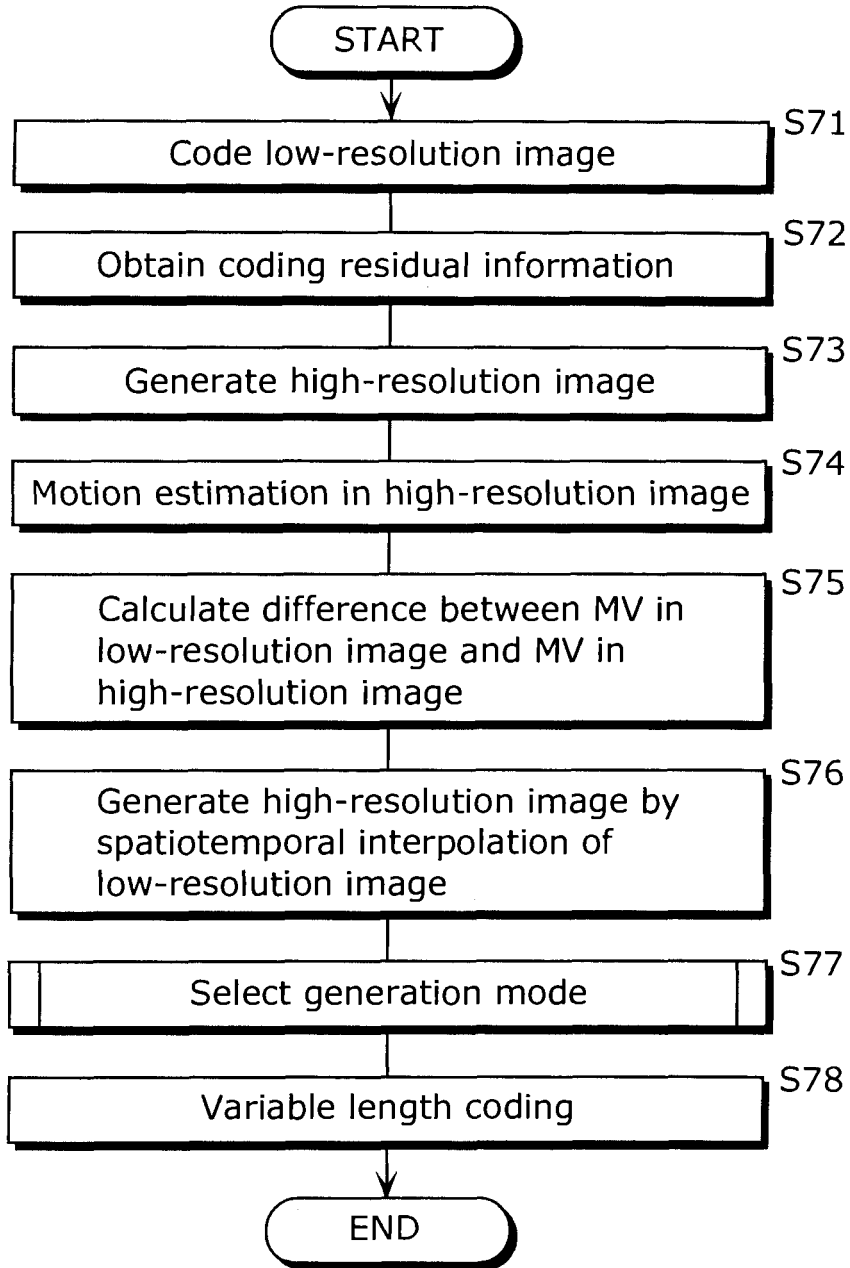 START
S71
Code low-resolution image
S72
Obtain coding residual information
S73
Generate high-resolution image
S74
Motion estimation in high-resolution image
S75
Calculate difference between MV in
low-resolution image and MV in
high-resolution image
S76
Generate high-resolution image by
spatiotemporal interpolation of
low-resolution image
S77
Select generation mode
S78
Variable length coding
END